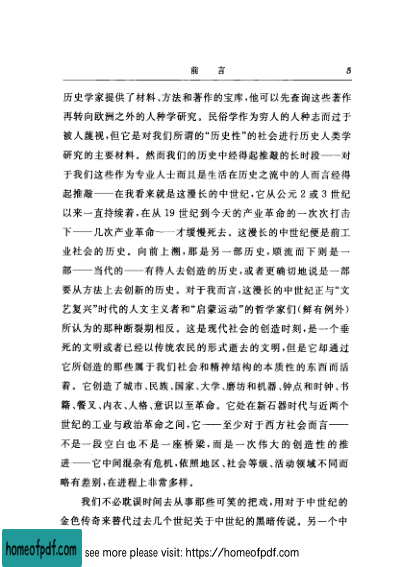 前 言 5
历史学家提供了材料、方法和著作的宝库,他可以先查询这些著作
再转向欧洲之外的人种学研究。民俗学作为穷人的人种志而过于
被人蔑视,但它是对我们所谓的“历史性”的社会进行历史人类学
研究的主要材料。然而我们的历史中经得起推敲的长时段——对
于我们这些作为专业人士而且是生活在历史之流中的人而言经得
起推敲——在我看来就是这漫长的中世纪,它从公元 2 或 3 世纪
以来一直持续着,在从 19 世纪到今天的产业革命的一次次打击
下——几次产业革命——才缓慢死去。这漫长的中世纪便是前工
业社会的历史。向前上溯,那是另一部历史,顺流而下则是一
部——当代的——有待人去创造的历史,或者更确切地说是一部
要从方法上去创新的历史。对于我而言,这漫长的中世纪正与“文
艺复兴”时代的人文主义者和“启蒙运动”的哲学家们(鲜有例外)
所认为的那种断裂期相反。这是现代社会的创造时刻,是一个垂
死的文明或者已经以传统农民的形式逝去的文明,但是它却通过
它所创造的那些属于我们社会和精神结构的本质性的东西而活
着。它创造了城市、民族、国家、大学、磨坊和机器、钟点和时钟、书
籍、餐叉、内衣、人格、意识以至革命。它处在新石器时代与近两个
世纪的工业与政治革命之间,它——至少对于西方社会而言——
不是一段空白也不是一座桥梁,而是一次伟大的创造性的推
进——它中间混杂有危机,依照地区、社会等级、活动领域不同而
略有差别,在进程上非常多样。
我们不必耽误时间去从事那些可笑的把戏,用对于中世纪的
金色传奇来替代过去几个世纪关于中世纪的黑暗传说。另一个中
homeofpdf.com
see more please visit: https://homeofpdf.com